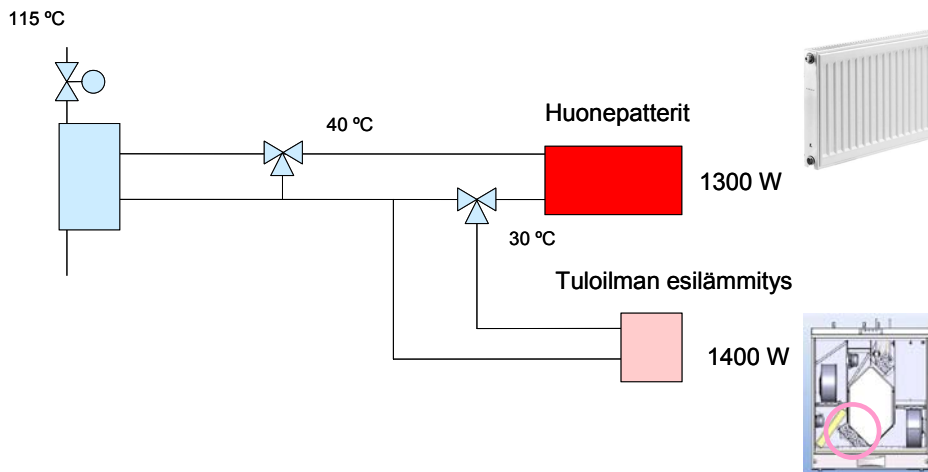 115 ºC
40 ºC
Huonepatterit
1300 W
30 ºC
Tuloilman esilämmitys
1400 W